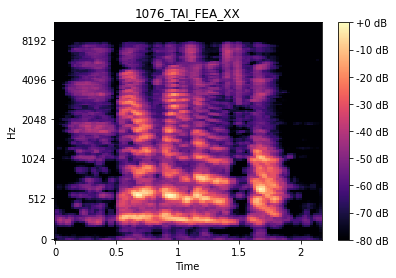 1076_TAI_FEA_XX
+0 dB
8192
-10 dB
4096
-20 dB
-30 dB
2048
Hz
-40 dB
1024
-50 dB
512
-60 dB
-70 dB
0
-80 dB
0
0.5
1
1.5
2
Time